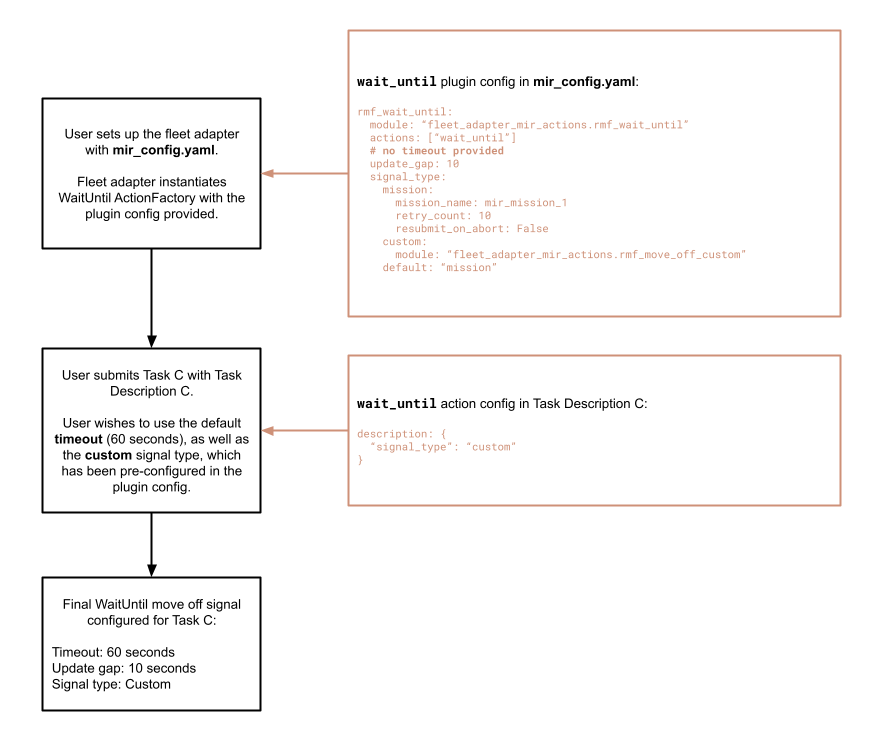 User sets up the fleet adapter
with mir_config.yaml.
Fleet adapter instantiates
WaitUntil ActionFactory with the
plugin config provided.
wait_until plugin config in mir_config.yaml:
rmf_wait_until:
  module: “fleet_adapter_mir_actions.rmf_wait_until”
  actions: [“wait_until”]
  # no timeout provided
  update_gap: 10
  signal_type:
    mission:
      mission_name: mir_mission_1
      retry_count: 10
      resubmit_on_abort: False
    custom:
      module: “fleet_adapter_mir_actions.rmf_move_off_custom”
    default: “mission”
User submits Task C with Task
Description C.
User wishes to use the default
timeout (60 seconds), as well as
the custom signal type, which
has been pre-configured in the
plugin config.
wait_until action config in Task Description C:
description: {
  “signal_type”: “custom”
}
Final WaitUntil move off signal
configured for Task C:
Timeout: 60 seconds
Update gap: 10 seconds
Signal type: Custom